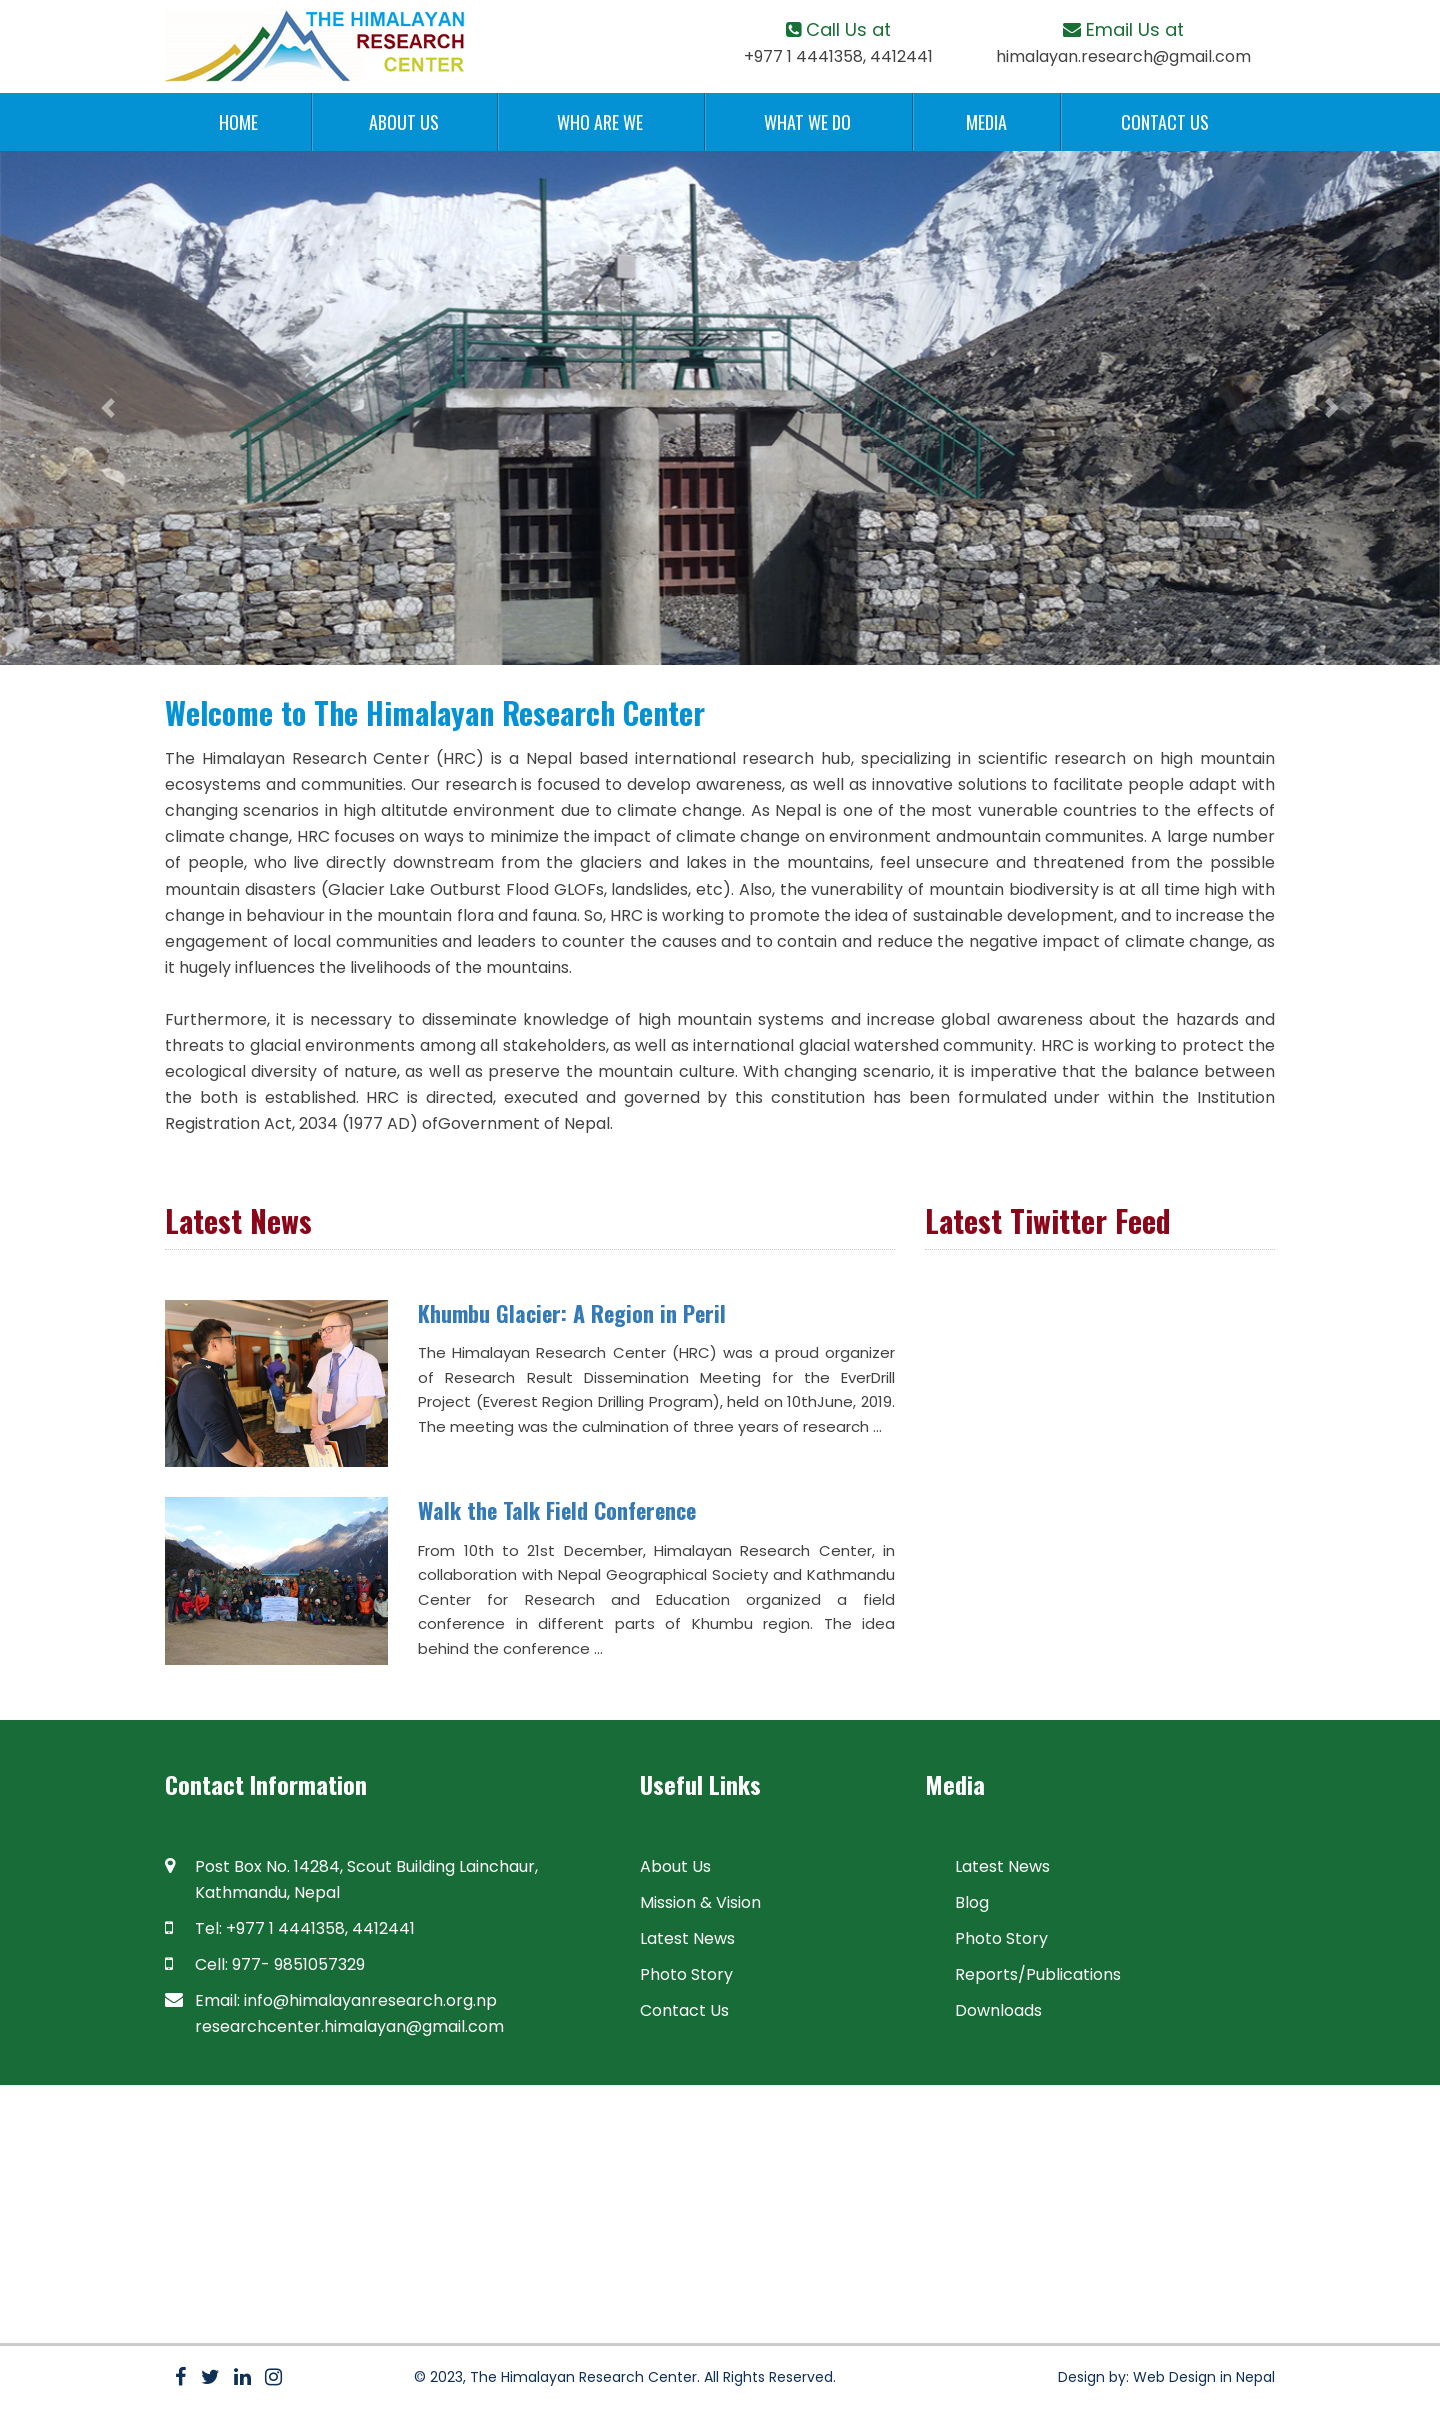 THE HIMALAYAN
RESEARCH
CENTER
Call Us at
+977 1 4441358, 4412441
Email Us at
himalayan.research@gmail.com
HOME
ABOUT US
WHO ARE WE
WHAT WE DO
MEDIA
CONTACT US
Welcome to The Himalayan Research Center
The Himalayan Research Center (HRC) is a Nepal based international research hub, specializing in scientific research on high mountain
ecosystems and communities. Our research is focused to develop awareness, as well as innovative solutions to facilitate people adapt with
changing scenarios in high altitutde environment due to climate change. As Nepal is one of the most vunerable countries to the effects of
climate change, HRC focuses on ways to minimize the impact of climate change on environment andmountain communites. A large number
of people, who live directly downstream from the glaciers and lakes in the mountains, feel unsecure and threatened from the possible
mountain disasters (Glacier Lake Outburst Flood GLOFs, landslides, etc). Also, the vunerability of mountain biodiversity is at all time high with
change in behaviour in the mountain flora and fauna. So, HRC is working to promote the idea of sustainable development, and to increase the
engagement of local communities and leaders to counter the causes and to contain and reduce the negative impact of climate change, as
it hugely influences the livelihoods of the mountains.
Furthermore, it is necessary to disseminate knowledge of high mountain systems and increase global awareness about the hazards and
threats to glacial environments among all stakeholders, as well as international glacial watershed community. HRC is working to protect the
ecological diversity of nature, as well as preserve the mountain culture. With changing scenario, it is imperative that the balance between
the both is established. HRC is directed, executed and governed by this constitution has been formulated under within the Institution
Registration Act, 2034 (1977 AD) ofGovernment of Nepal.
Latest News
Khumbu Glacier: A Region in Peril
The Himalayan Research Center (HRC) was a proud organizer
of Research Result Dissemination Meeting for the EverDrill
Project (Everest Region Drilling Program), held on 10thJune, 2019.
The meeting was the culmination of three years of research ...
Walk the Talk Field Conference
From 10th to 21st December, Himalayan Research Center, in
collaboration with Nepal Geographical Society and Kathmandu
Center for Research and Education organized a field
conference in different parts of Khumbu region. The idea
behind the conference ...
Latest Tiwitter Feed
Contact Information
Post Box No. 14284, Scout Building Lainchaur,
Kathmandu, Nepal
Tel: +977 1 4441358, 4412441
Cell: 977- 9851057329
Email: info@himalayanresearch.org.np
researchcenter.himalayan@gmail.com
Useful Links
About Us
Mission & Vision
Latest News
Photo Story
Contact Us
Media
Latest News
Blog
Photo Story
Reports/Publications
Downloads
© 2023, The Himalayan Research Center. All Rights Reserved.
Design by: Web Design in Nepal